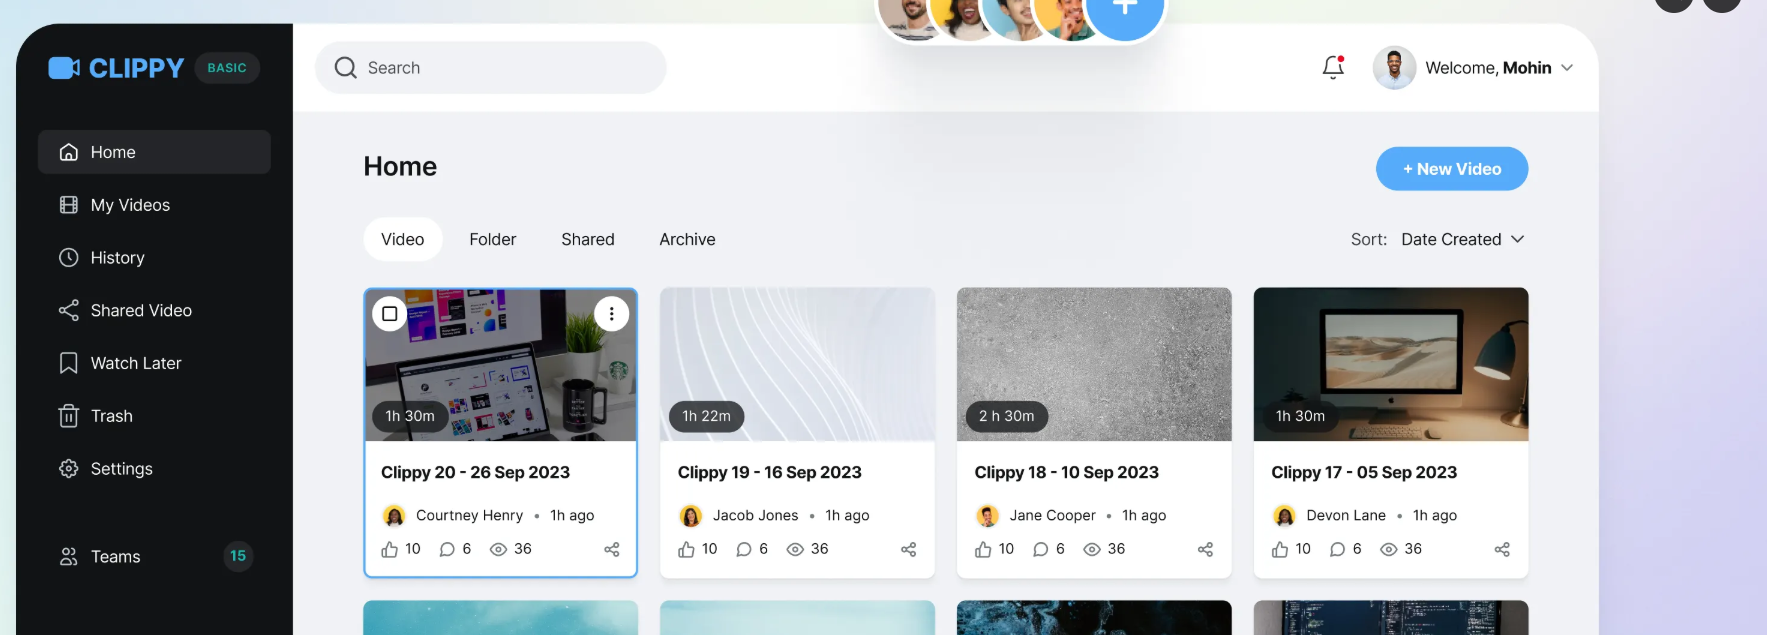 CLIPPY BASIC
Search
Welcome, Mohin
Home
My Videos
History
Shared Video
Watch Later
Trash
Settings
Teams 15
Home
+ New Video
Video Folder Shared Archive
Sort: Date Created
1h 30m
Clippy 20 - 26 Sep 2023
Courtney Henry • 1h ago
10 6 36
1h 22m
Clippy 19 - 16 Sep 2023
Jacob Jones • 1h ago
10 6 36
2 h 30m
Clippy 18 - 10 Sep 2023
Jane Cooper • 1h ago
10 6 36
1h 30m
Clippy 17 - 05 Sep 2023
Devon Lane • 1h ago
10 6 36